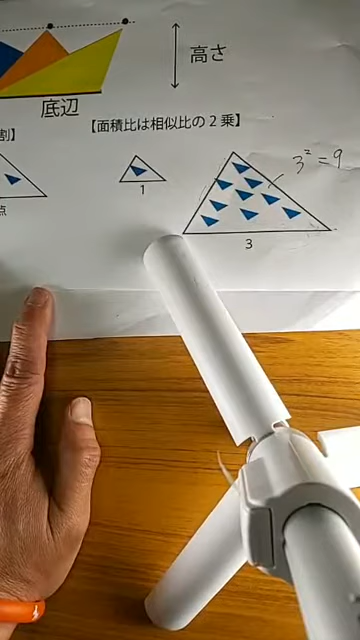 高さ
底辺
割】
【面積比は相似比の2乗】
3² = 9
1
点
3